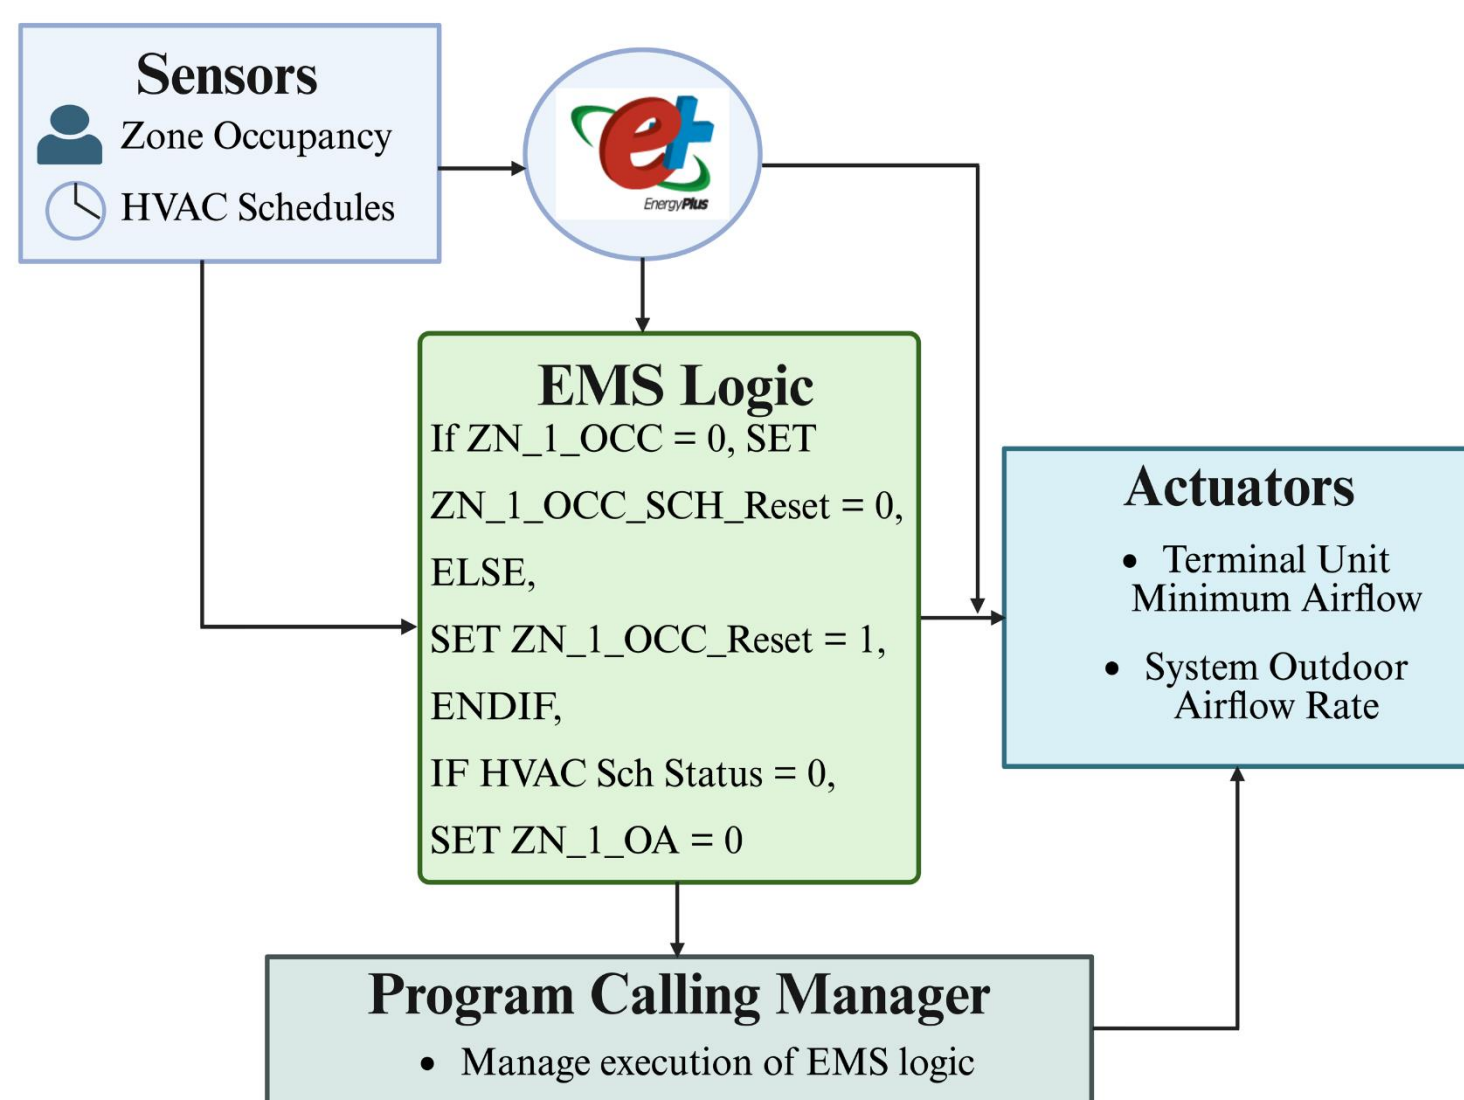 Sensors
Zone Occupancy
HVAC Schedules
e+
EnergyPlus
EMS Logic
If ZN_1_OCC = 0, SET
ZN_1_OCC_SCH_Reset = 0,
ELSE,
SET ZN_1_OCC_Reset = 1,
ENDIF,
IF HVAC Sch Status = 0,
SET ZN_1_OA = 0
Actuators
• Terminal Unit
Minimum Airflow
• System Outdoor
Airflow Rate
Program Calling Manager
• Manage execution of EMS logic